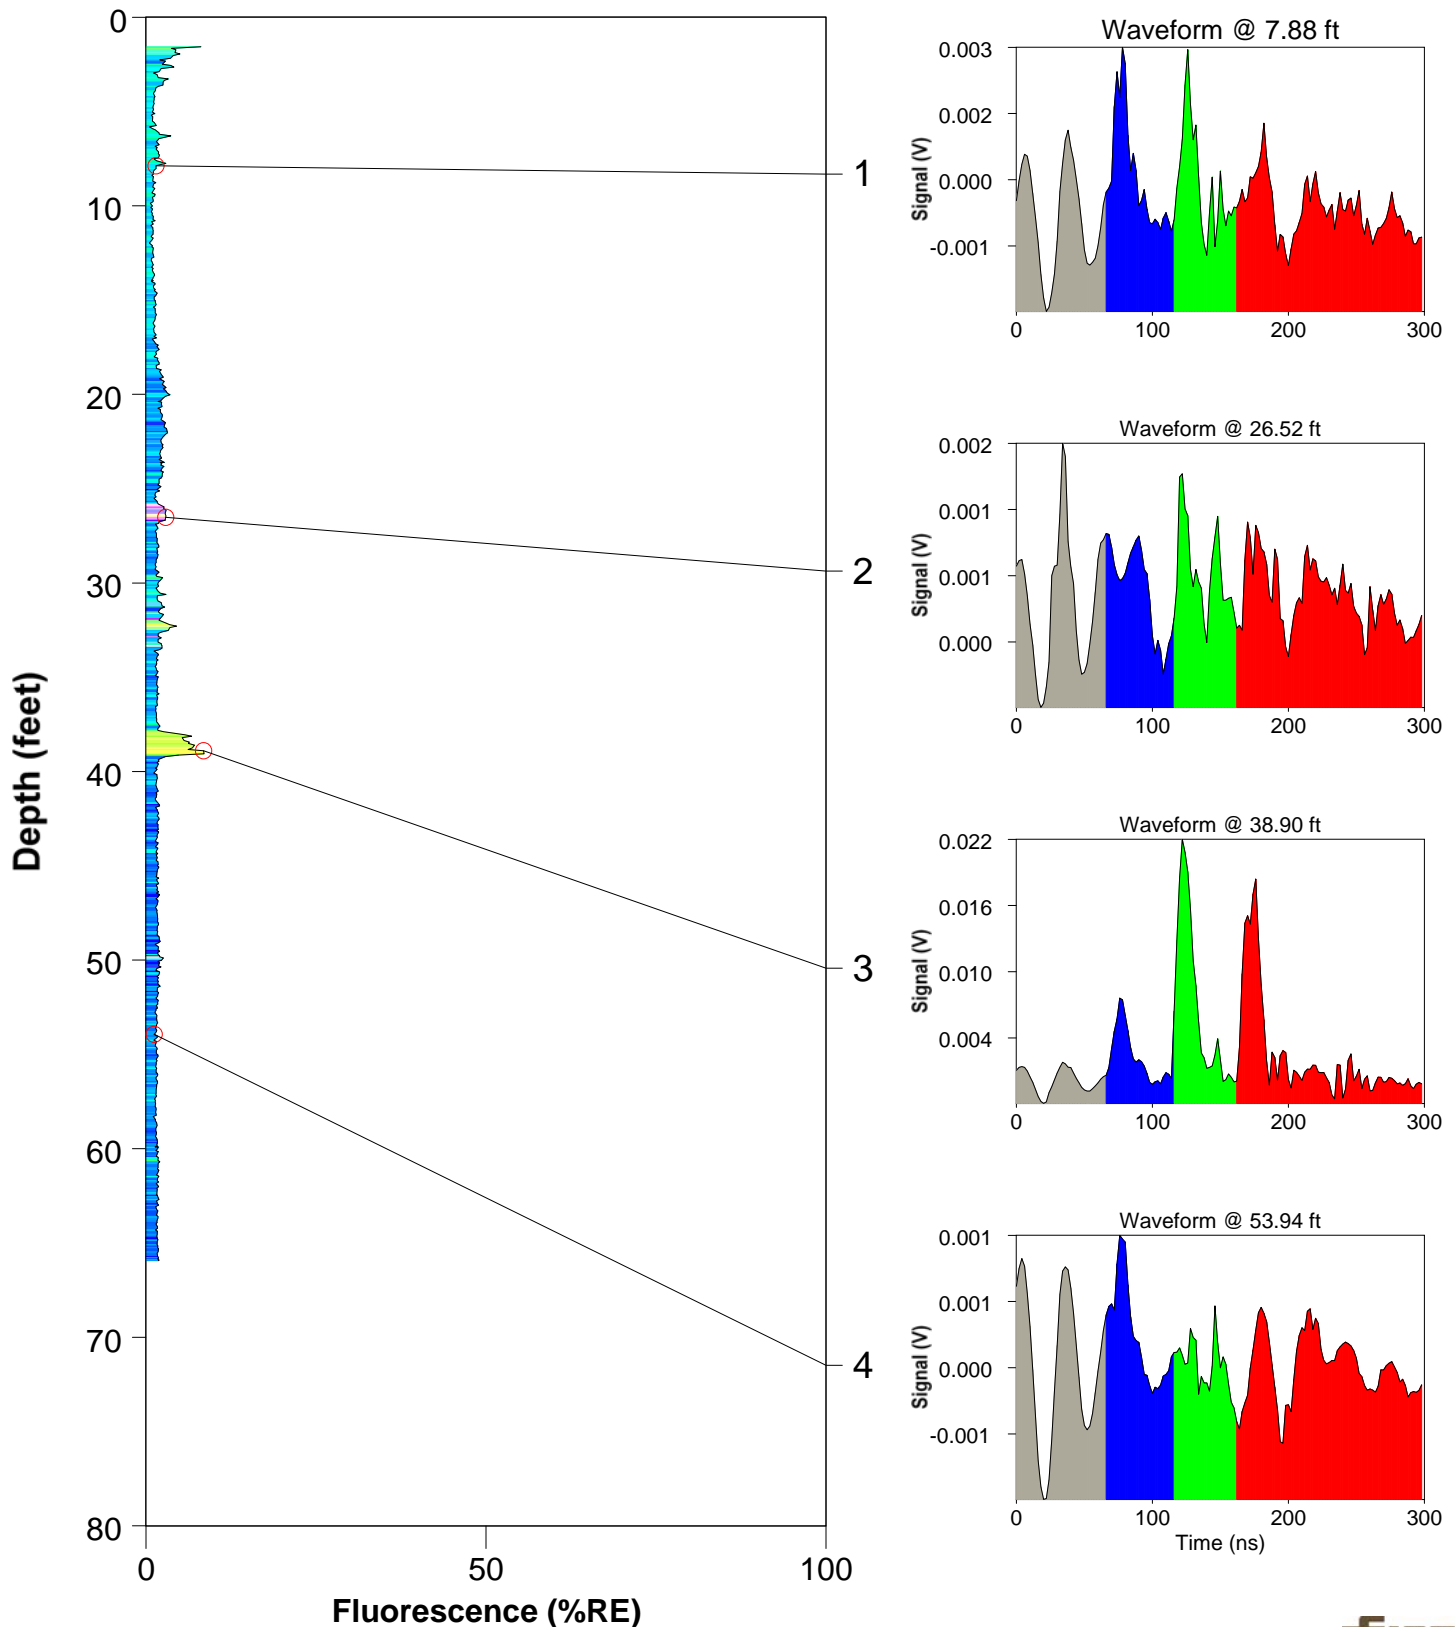 0
10
20
30
40
50
60
70
80
Depth (feet)
0 50 100
Fluorescence (%RE)
1
2
3
4
Waveform @ 7.88 ft
0.003
0.002
0.000
-0.001
Signal (V)
0 100 200 300
Waveform @ 26.52 ft
0.002
0.001
0.001
0.000
Signal (V)
0 100 200 300
Waveform @ 38.90 ft
0.022
0.016
0.010
0.004
Signal (V)
0 100 200 300
Waveform @ 53.94 ft
0.001
0.001
0.000
-0.001
Signal (V)
0 100 200 300
Time (ns)